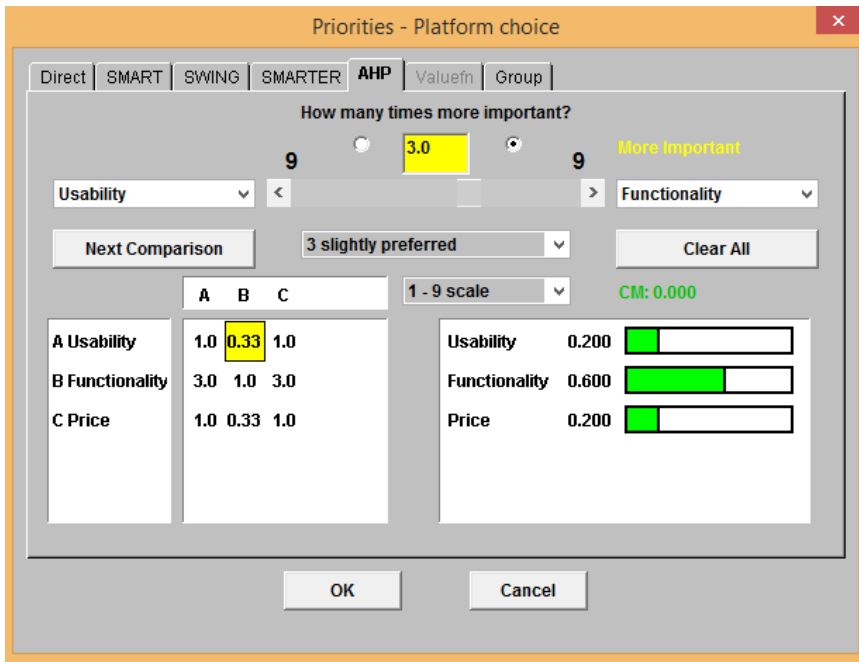 Priorities - Platform choice
Direct SMART SWING SMARTER AHP Valuefn Group
How many times more important?
9 3.0 9 More Important
Usability Functionality
Next Comparison 3 slightly preferred Clear All
A B C 1 - 9 scale CM: 0.000
A Usability 1.0 0.33 1.0 Usability 0.200
B Functionality 3.0 1.0 3.0 Functionality 0.600
C Price 1.0 0.33 1.0 Price 0.200
OK Cancel